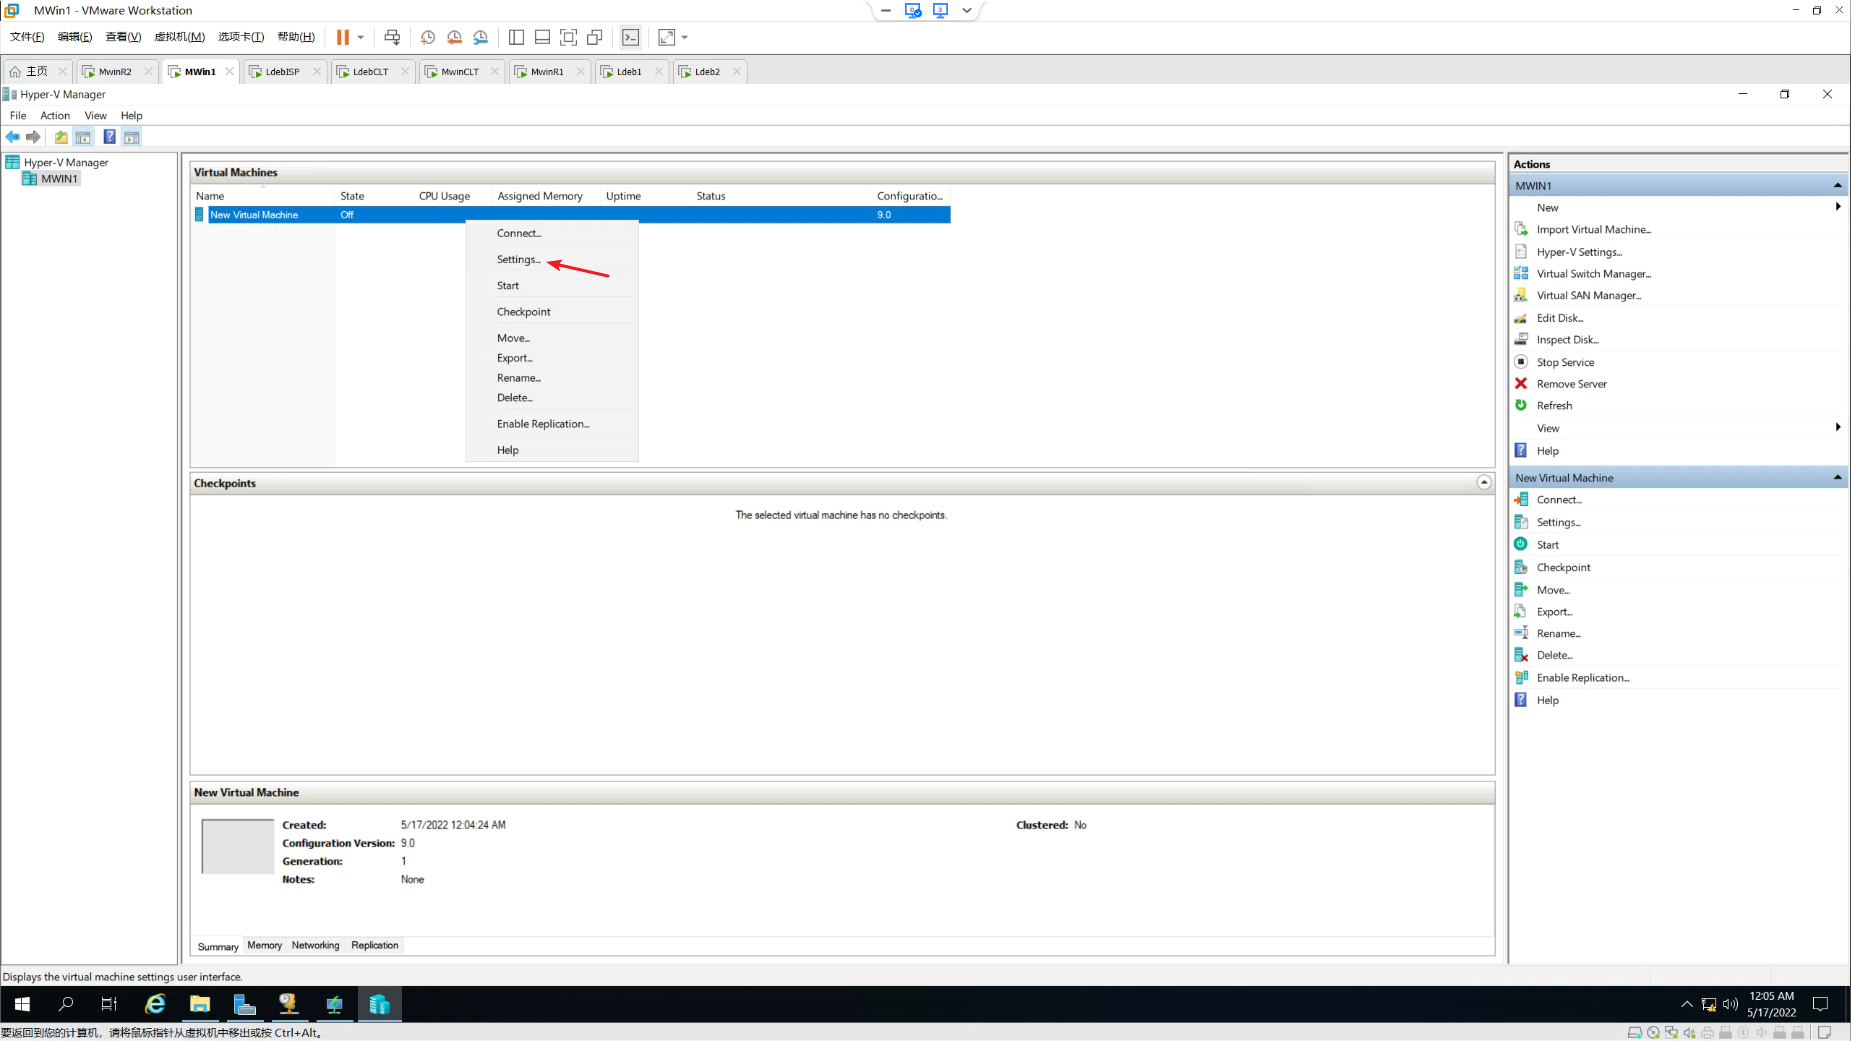 MWin1 - VMware Workstation
文件(F) 编辑(E) 查看(V) 虚拟机(M) 选项卡(T) 帮助(H)
主页 MwinR2 MWin1 LdebISP LdebCLT MwinCLT MwinR1 Ldeb1 Ldeb2
Hyper-V Manager
File Action View Help
Hyper-V Manager
MWIN1
Virtual Machines
Name State CPU Usage Assigned Memory Uptime Status Configuratio...
New Virtual Machine Off 9.0
Connect...
Settings...
Start
Checkpoint
Move...
Export...
Rename...
Delete...
Enable Replication...
Help
Checkpoints
The selected virtual machine has no checkpoints.
New Virtual Machine
Created: 5/17/2022 12:04:24 AM Clustered: No
Configuration Version: 9.0
Generation: 1
Notes: None
Summary Memory Networking Replication
Actions
MWIN1
New
Import Virtual Machine...
Hyper-V Settings...
Virtual Switch Manager...
Virtual SAN Manager...
Edit Disk...
Inspect Disk...
Stop Service
Remove Server
Refresh
View
Help
New Virtual Machine
Connect...
Settings...
Start
Checkpoint
Move...
Export...
Rename...
Delete...
Enable Replication...
Help
Displays the virtual machine settings user interface.
12:05 AM
5/17/2022
要返回到您的计算机，请将鼠标指针从虚拟机中移出或按 Ctrl+Alt。